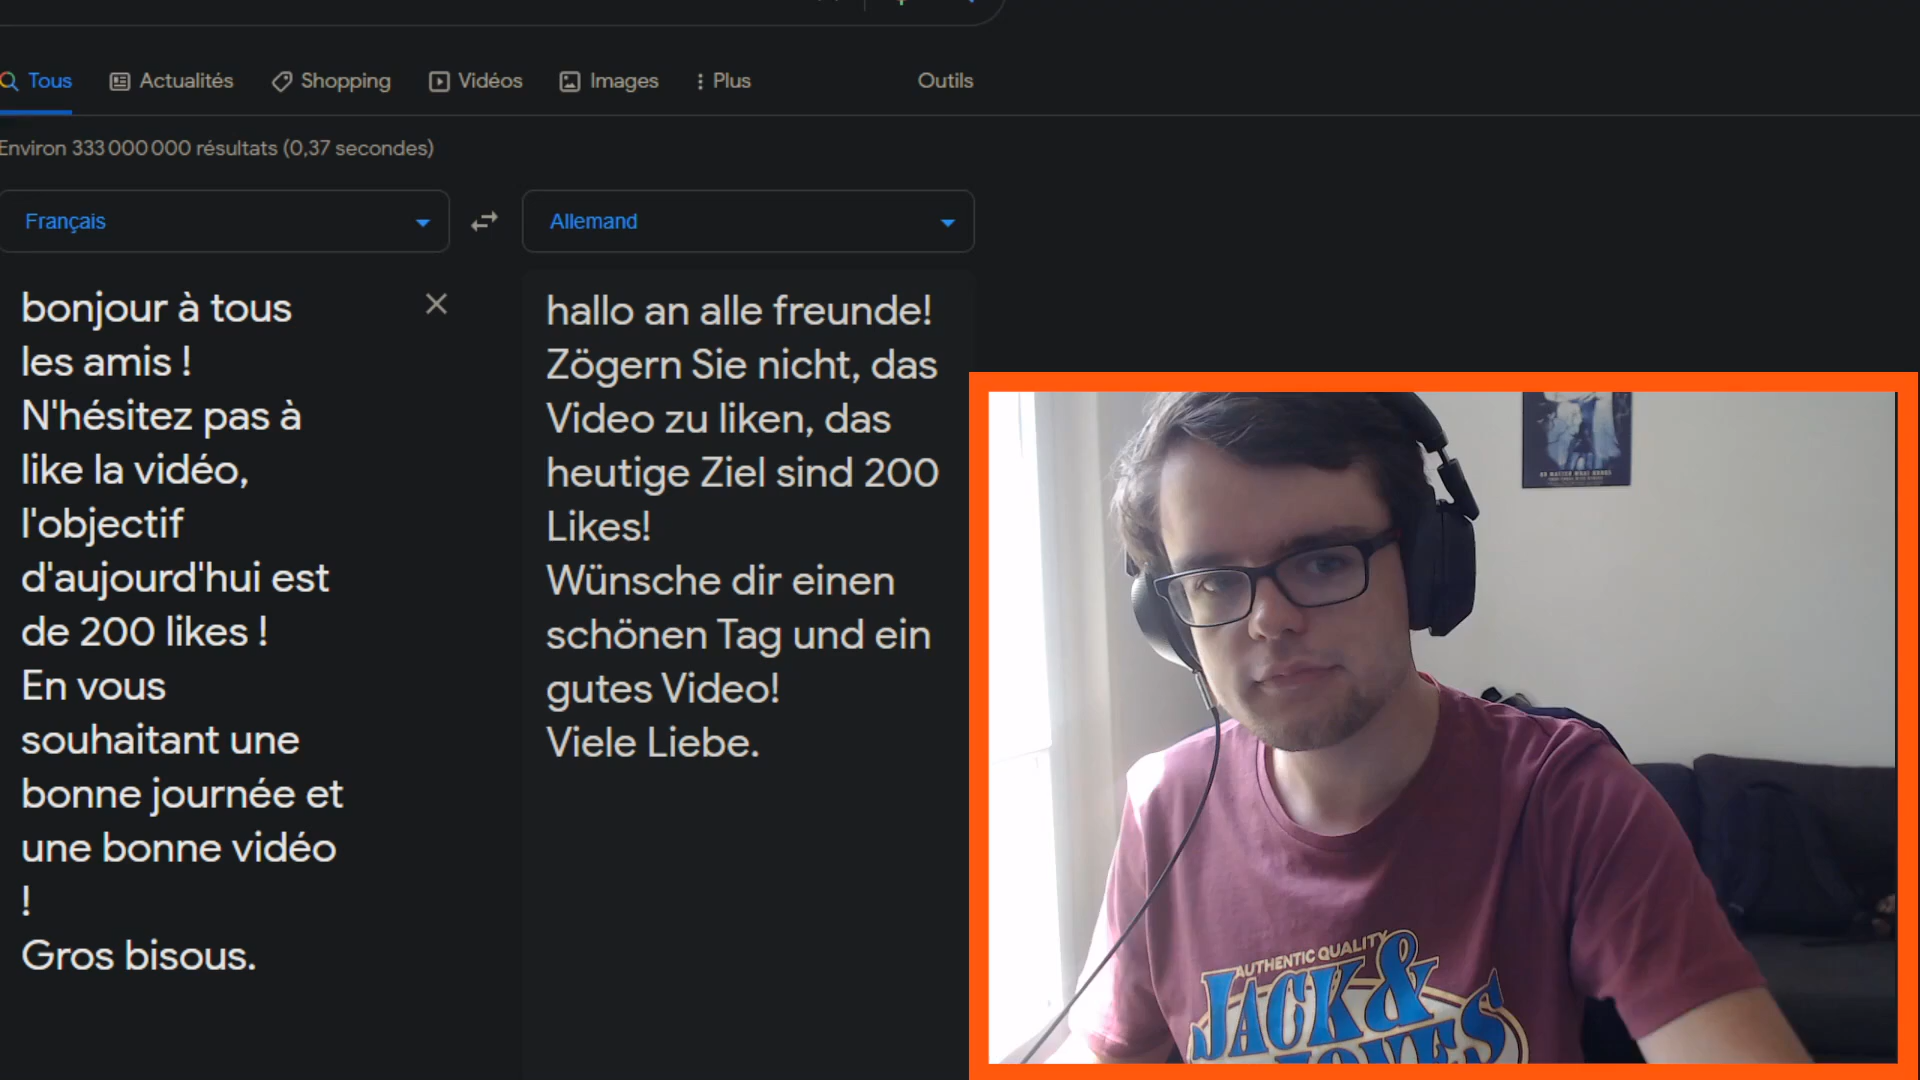 Tous Actualités Shopping Vidéos Images Plus Outils
Environ 333 000 000 résultats (0,37 secondes)
Français
Allemand
bonjour à tous
les amis !
N'hésitez pas à
like la vidéo,
l'objectif
d'aujourd'hui est
de 200 likes !
En vous
souhaitant une
bonne journée et
une bonne vidéo
!
Gros bisous.
hallo an alle freunde!
Zögern Sie nicht, das
Video zu liken, das
heutige Ziel sind 200
Likes!
Wünsche dir einen
schönen Tag und ein
gutes Video!
Viele Liebe.
AUTHENTIC QUALITY
JACK &
JONES